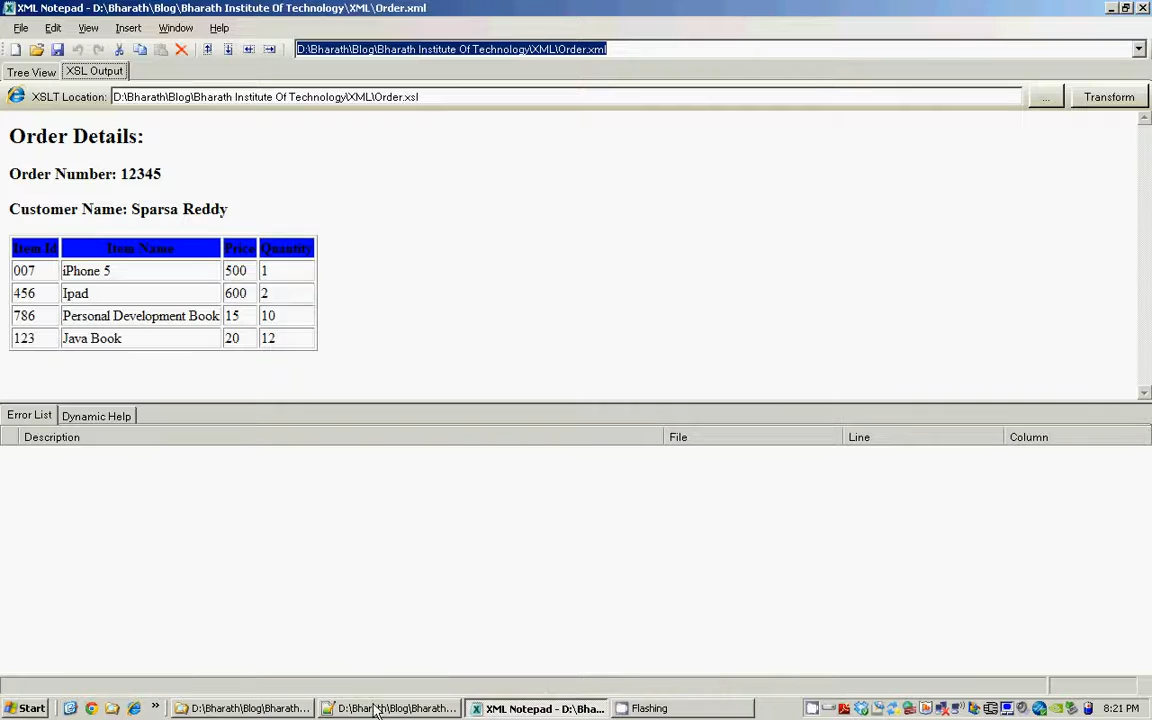 XML Notepad - D:\Bharath\Blog\Bharath Institute Of Technology\XML\Order.xml
File Edit View Insert Window Help
D:\Bharath\Blog\Bharath Institute Of Technology\XML\Order.xml
Tree View XSL Output
XSLT Location: D:\Bharath\Blog\Bharath Institute Of Technology\XML\Order.xsl ... Transform
Order Details:
Order Number: 12345
Customer Name: Sparsa Reddy
Item Id Item Name Price Quantity
007 iPhone 5 500 1
456 Ipad 600 2
786 Personal Development Book 15 10
123 Java Book 20 12
Error List Dynamic Help
Description File Line Column
Start » D:\Bharath\Blog\Bharath... D:\Bharath\Blog\Bharath... XML Notepad - D:\Bha... Flashing 8:21 PM